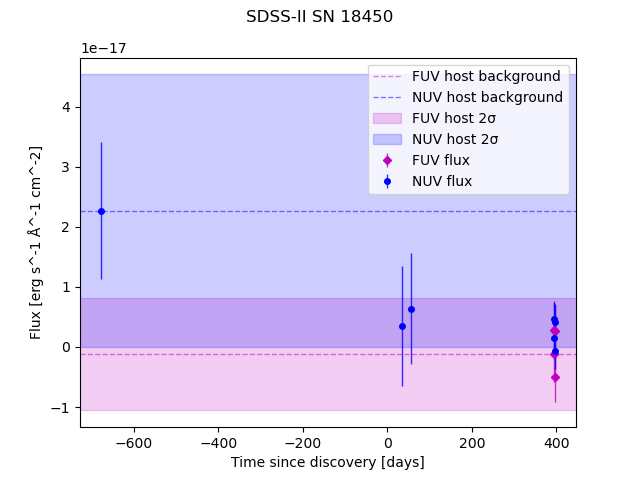 SDSS-II SN 18450
1e−17
FUV host background
NUV host background
FUV host 2σ
NUV host 2σ
FUV flux
NUV flux
4
3
2
1
0
−1
Flux [erg s^-1 Å^-1 cm^-2]
−600
−400
−200
0
200
400
Time since discovery [days]